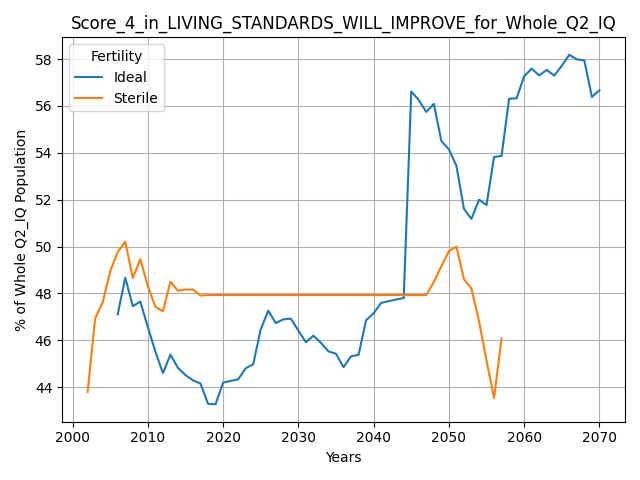 Score_4_in_LIVING_STANDARDS_WILL_IMPROVE_for_Whole_Q2_IQ
Fertility
Ideal
Sterile
% of Whole Q2_IQ Population
58
56
54
52
50
48
46
44
2000 2010 2020 2030 2040 2050 2060 2070
Years